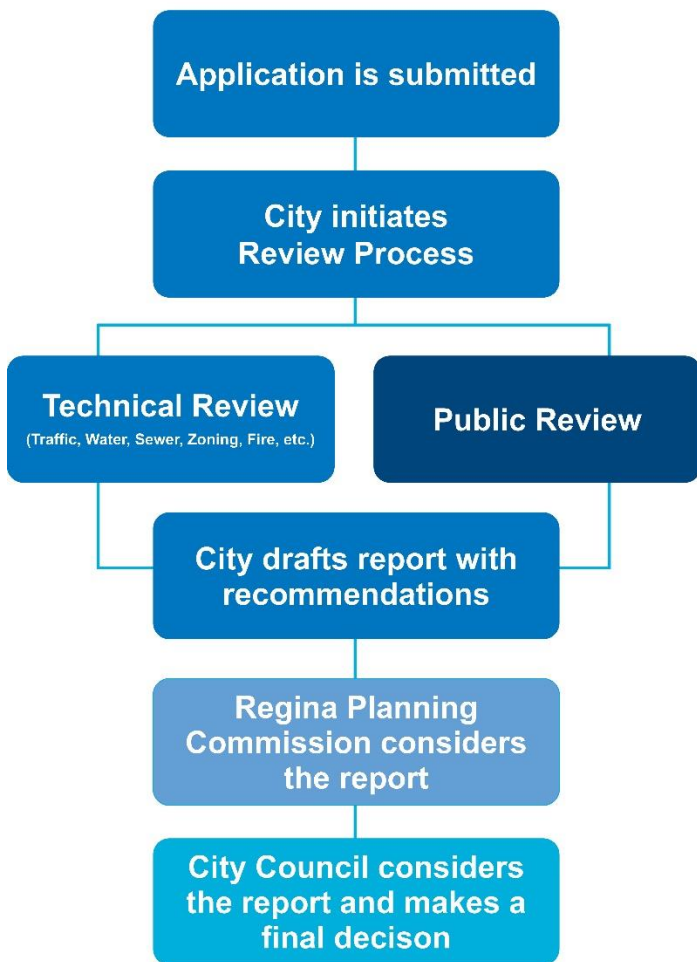 Application is submitted
City initiates
Review Process
Technical Review
(Traffic, Water, Sewer, Zoning, Fire, etc.)
Public Review
City drafts report with
recommendations
Regina Planning
Commission considers
the report
City Council considers
the report and makes a
final decison